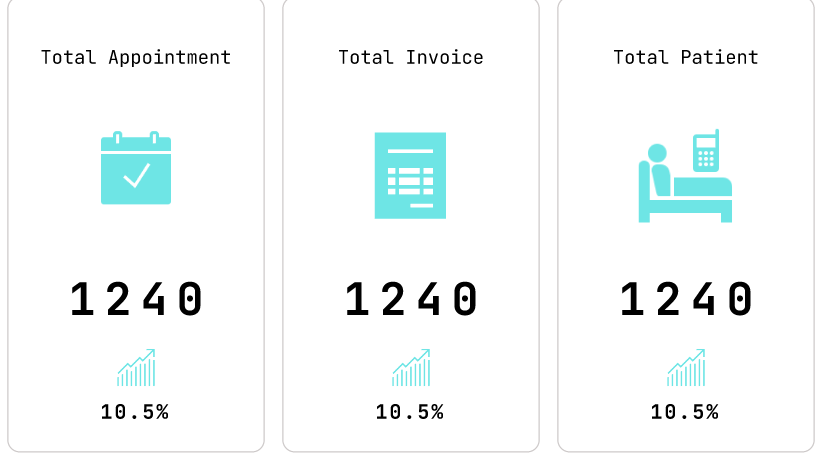 Total Appointment
1240
10.5%
Total Invoice
1240
10.5%
Total Patient
1240
10.5%